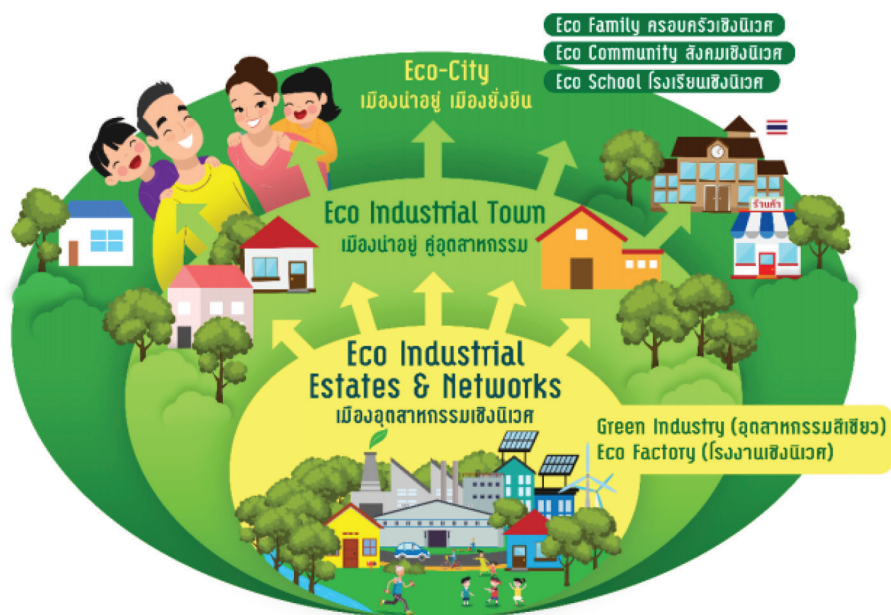 Eco Family ครอบครัวเชิงนิเวศ
Eco Community สังคมเชิงนิเวศ
Eco School โรงเรียนเชิงนิเวศ
Eco-City
เมืองน่าอยู่ เมืองยั่งยืน
ร้านค้า
Eco Industrial Town
เมืองน่าอยู่ คู่อุตสาหกรรม
Eco Industrial
Estates & Networks
เมืองอุตสาหกรรมเชิงนิเวศ
Green Industry (อุตสาหกรรมสีเขียว)
Eco Factory (โรงงานเชิงนิเวศ)